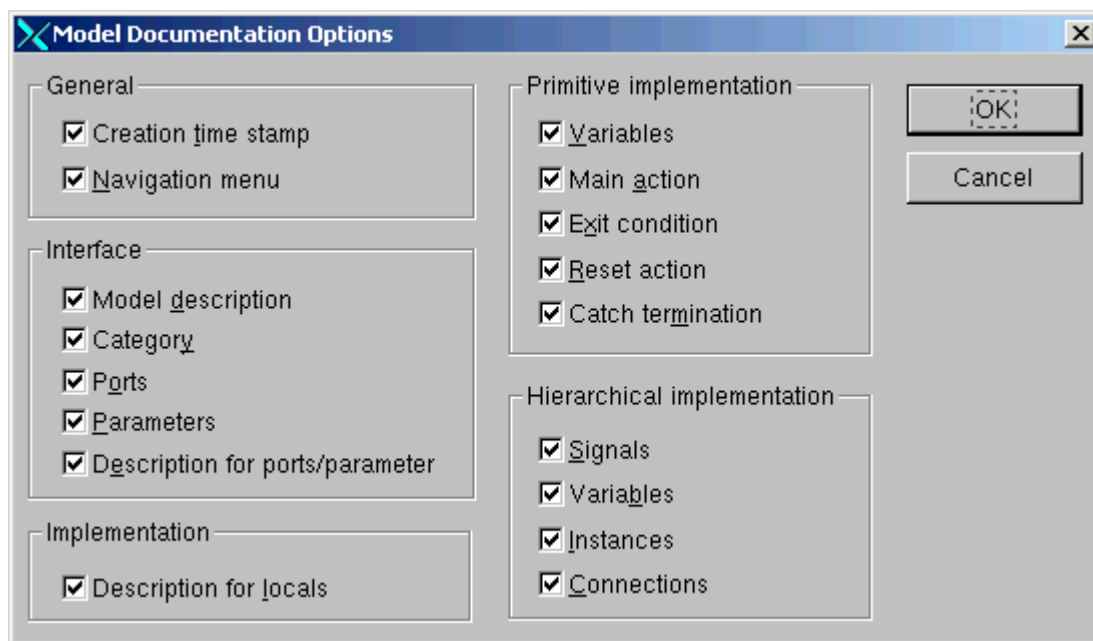 Model Documentation Options
General
Creation time stamp
Navigation menu
Interface
Model description
Category
Ports
Parameters
Description for ports/parameter
Implementation
Description for locals
Primitive implementation
Variables
Main action
Exit condition
Reset action
Catch termination
Hierarchical implementation
Signals
Variables
Instances
Connections
OK
Cancel